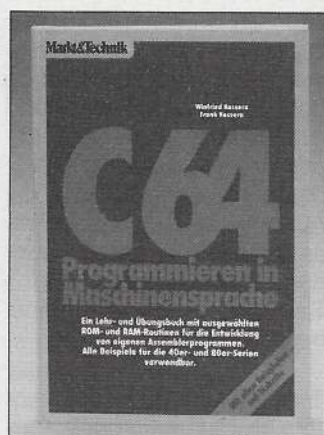 Markt&Technik
Winfried Kassera
Frank Kassera
C64
Programmieren in
Maschinensprache
Ein Lehr- und Übungsbuch mit ausgewählten
ROM- und RAM-Routinen für die Entwicklung
von eigenen Assemblerprogrammen.
Alle Beispiele für die 40er- und 80er-Serien
verwendbar.